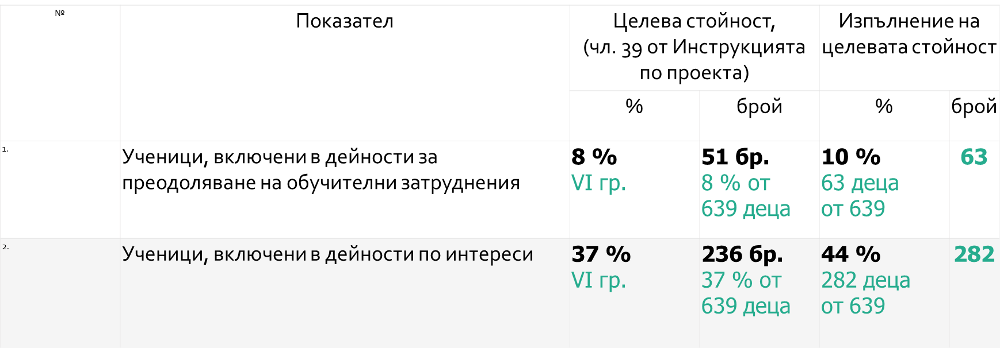 №
Показател
Целева стойност,
(чл. 39 от Инструкцията
по проекта)
Изпълнение на
целевата стойност
%
брой
%
брой
1.
Ученици, включени в дейности за
преодоляване на обучителни затруднения
8 %
VI гр.
51 бр.
8 % от
639 деца
10 %
63 деца
от 639
63
2.
Ученици, включени в дейности по интереси
37 %
VI гр.
236 бр.
37 % от
639 деца
44 %
282 деца
от 639
282